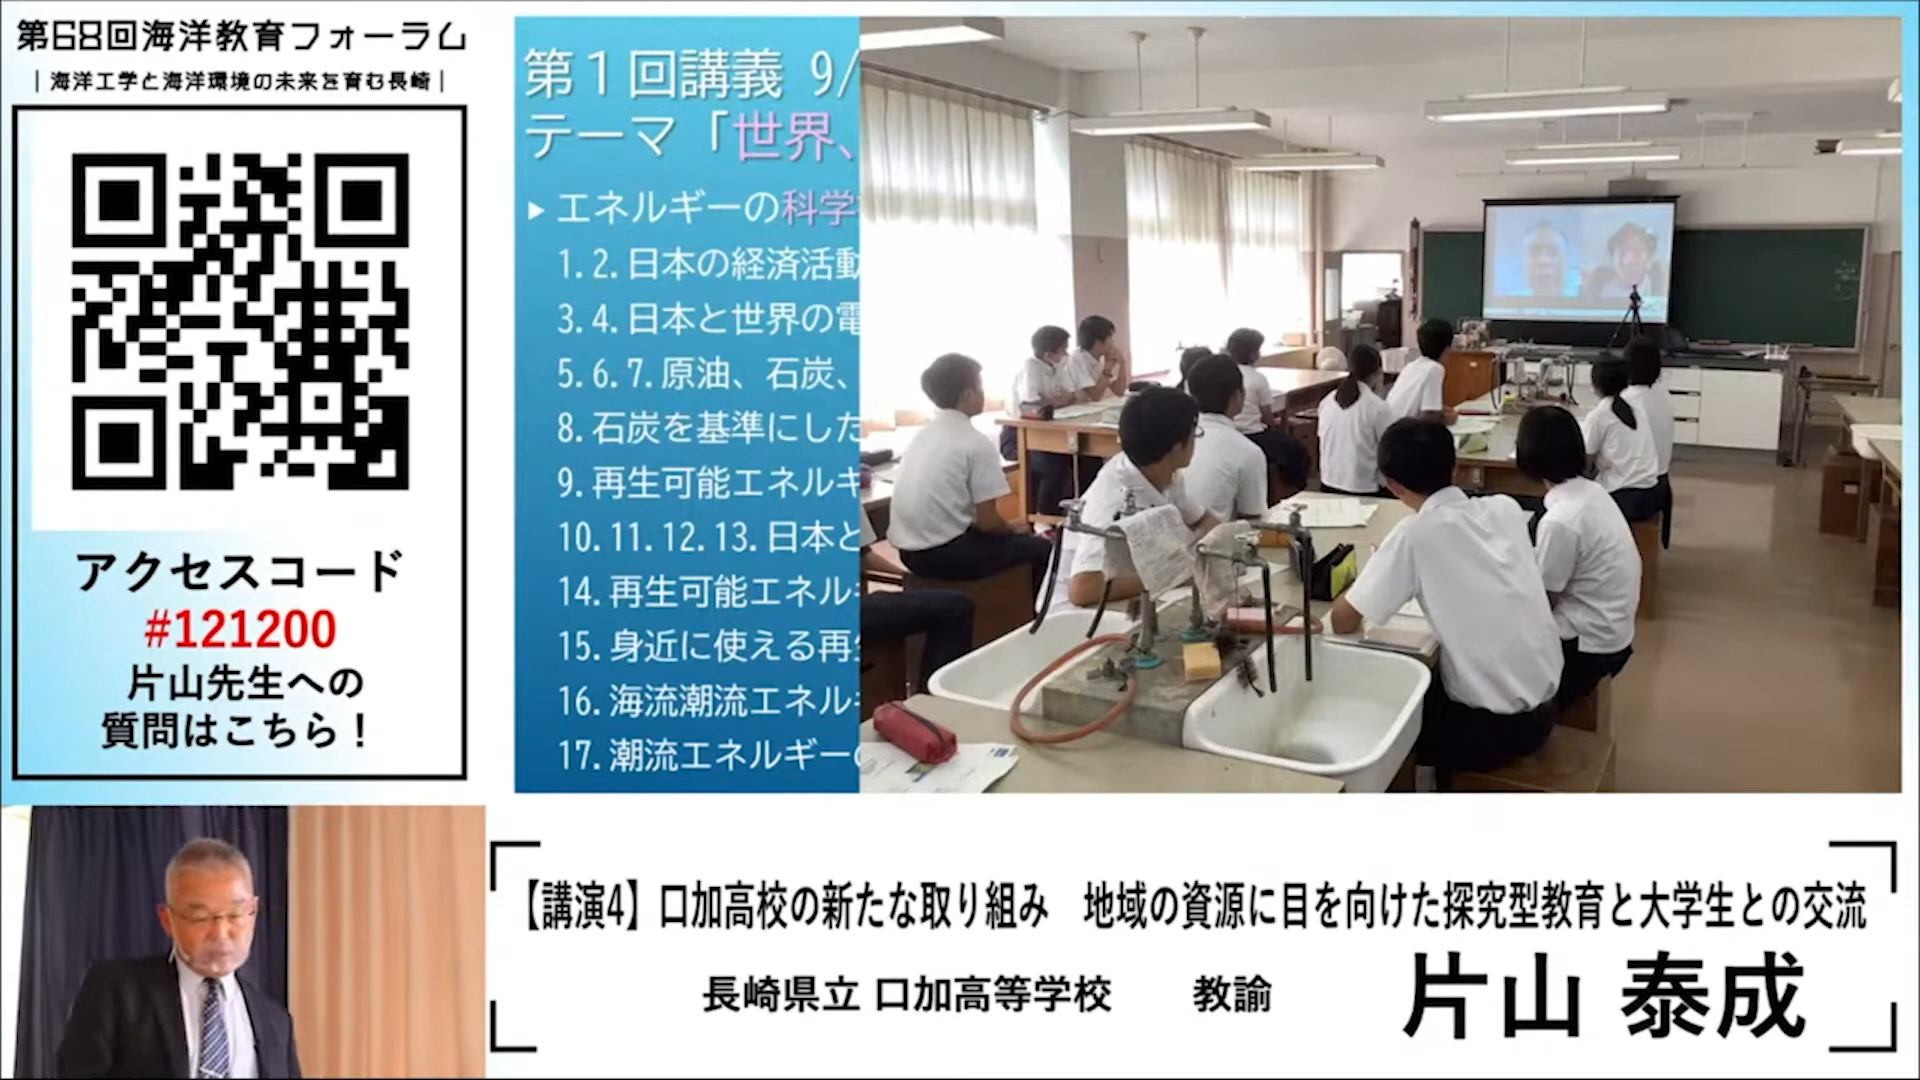 第68回海洋教育フォーラム
|海洋工学と海洋環境の未来を育む長崎|
アクセスコード
#121200
片山先生への
質問はこちら！
第１回講義 9/
テーマ「世界、
エネルギーの科学
1.2.日本の経済活動
3.4.日本と世界の電
5.6.7.原油、石炭、
8.石炭を基準にした
9.再生可能エネルギ
10.11.12.13.日本と
14.再生可能エネル
15.身近に使える再生
16.海流潮流エネル
17.潮流エネルギーの
【講演4】口加高校の新たな取り組み　地域の資源に目を向けた探究型教育と大学生との交流
長崎県立 口加高等学校　　教諭　　片山 泰成